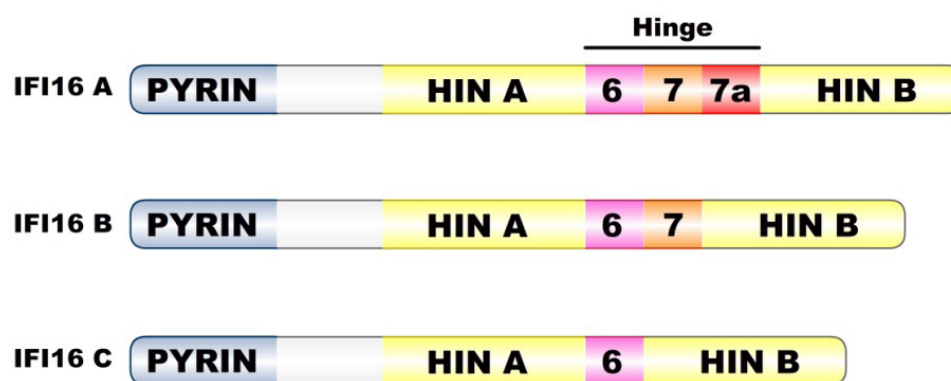 Hinge
IFI16 A PYRIN HIN A 6 7 7a HIN B
IFI16 B PYRIN HIN A 6 7 HIN B
IFI16 C PYRIN HIN A 6 HIN B